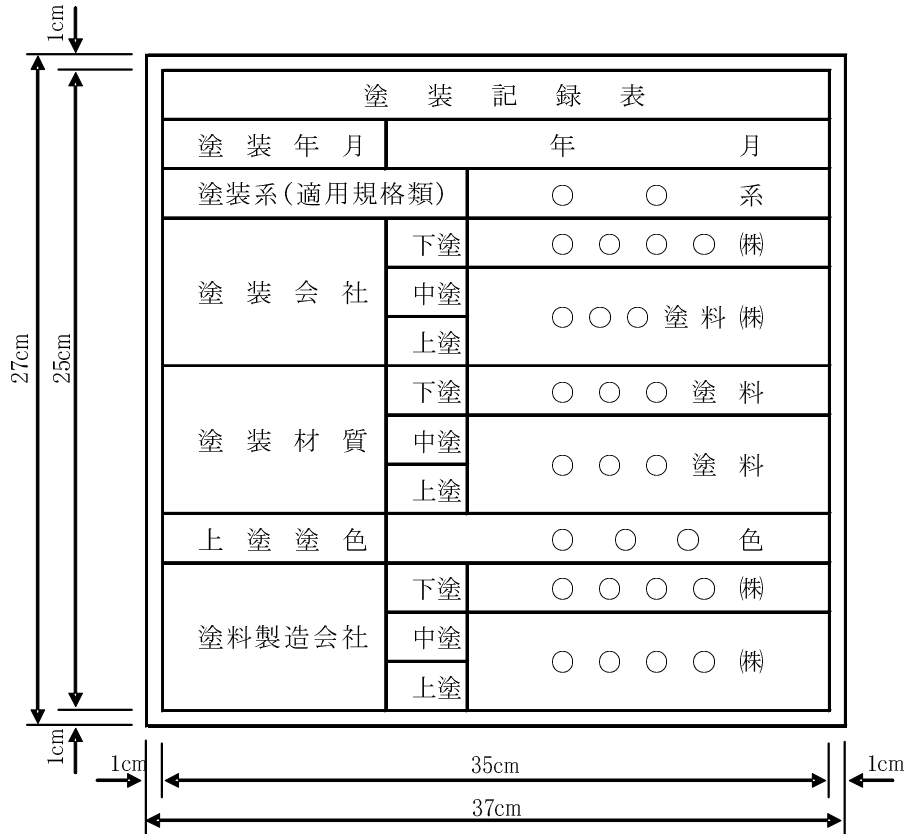 1cm
塗装記録表
塗装年月 年 月
塗装系(適用規格類) ○ ○ 系
下塗 ○ ○ ○ ○ ㈱
塗装会社 中塗
○ ○ ○ 塗 料 ㈱
上塗
下塗 ○ ○ ○ 塗 料
塗装材質 中塗
○ ○ ○ 塗 料
上塗
上塗塗色 ○ ○ ○ 色
下塗 ○ ○ ○ ○ ㈱
塗料製造会社 中塗
○ ○ ○ ○ ㈱
上塗
27cm
25cm
1cm
1cm
35cm
1cm
37cm